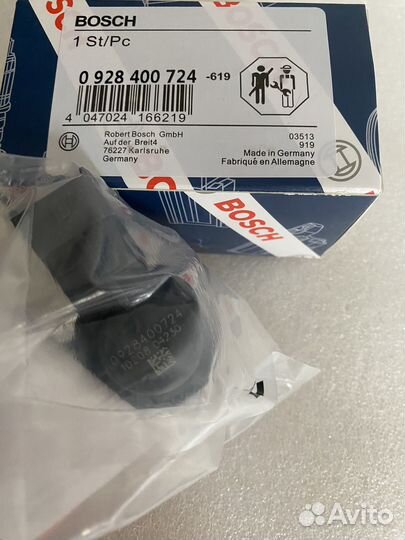 BOSCH
1 St/Pc
0 928 400 724 -619
4 047024 166219
Robert Bosch GmbH
Auf der Breit4
76227 Karlsruhe
Germany
03513
919
Made in Germany
Fabriqué en Allemagne
BOSCH
0928400724
Avito